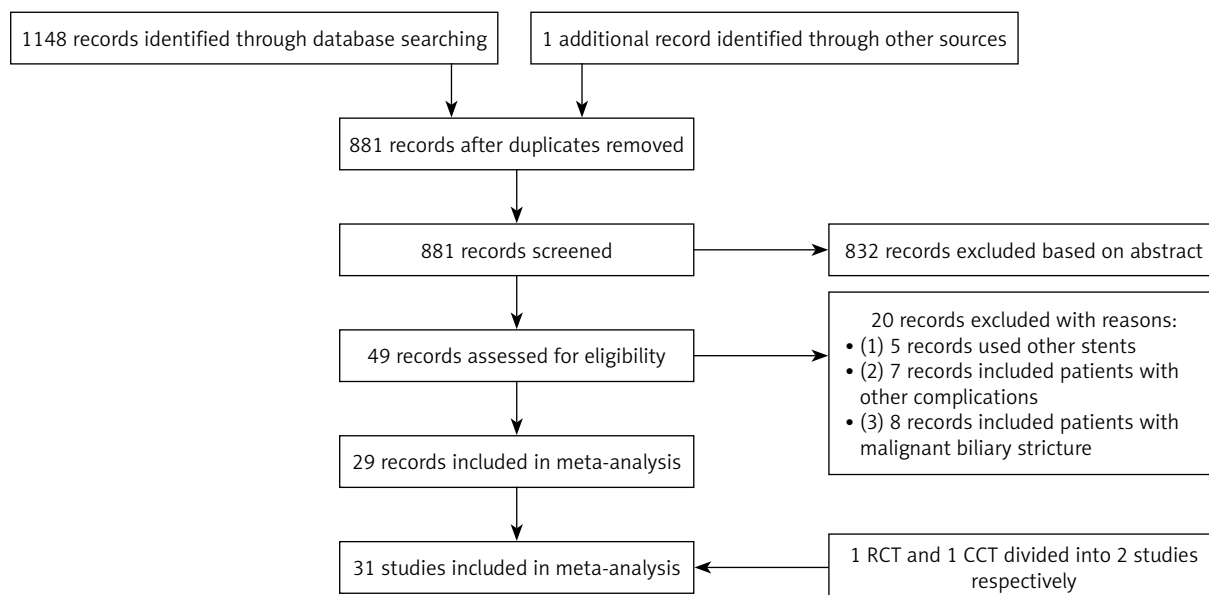 1148 records identified through database searching
1 additional record identified through other sources
881 records after duplicates removed
881 records screened
832 records excluded based on abstract
49 records assessed for eligibility
20 records excluded with reasons:
• (1) 5 records used other stents
• (2) 7 records included patients with
other complications
• (3) 8 records included patients with
malignant biliary stricture
29 records included in meta-analysis
31 studies included in meta-analysis
1 RCT and 1 CCT divided into 2 studies
respectively